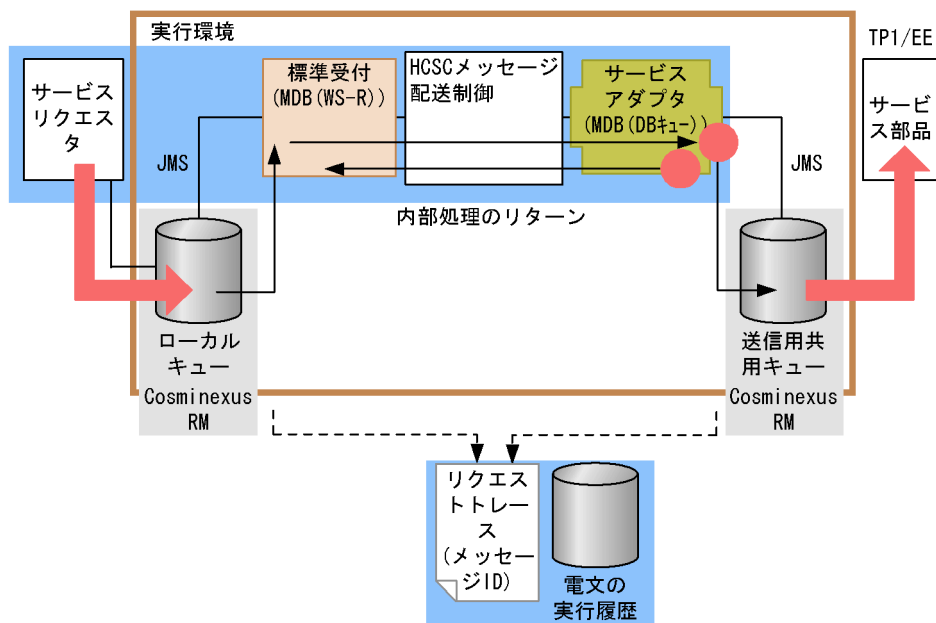 実行環境
TP1/EE
サービス
リクエス
タ
標準受付
(MDB(WS-R))
HCSCメッセージ
配送制御
サービス
アダプタ
(MDB(DBキュー))
サービ
ス部品
JMS
JMS
内部処理のリターン
ローカル
キュー
Cosminexus
RM
送信用共
用キュー
Cosminexus
RM
リクエス
トトレー
ス
(メッセー
ジID)
電文の
実行履歴